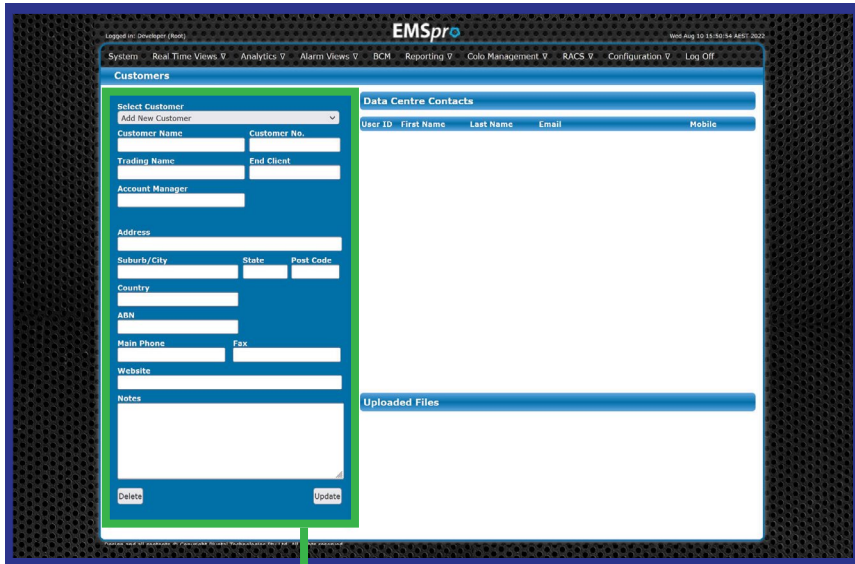 EMSpro
Logged in: Developer (Root)
Wed Aug 10 15:50:54 AEST 2022
System Real Time Views ∇ Analytics ∇ Alarm Views ∇ BCM Reporting ∇ Colo Management ∇ RACS ∇ Configuration ∇ Log Off
Customers
Select Customer
Add New Customer
Customer Name Customer No.
Trading Name End Client
Account Manager
Address
Suburb/City State Post Code
Country
ABN
Main Phone Fax
Website
Notes
Delete Update
Data Centre Contacts
User ID First Name Last Name Email Mobile
Uploaded Files